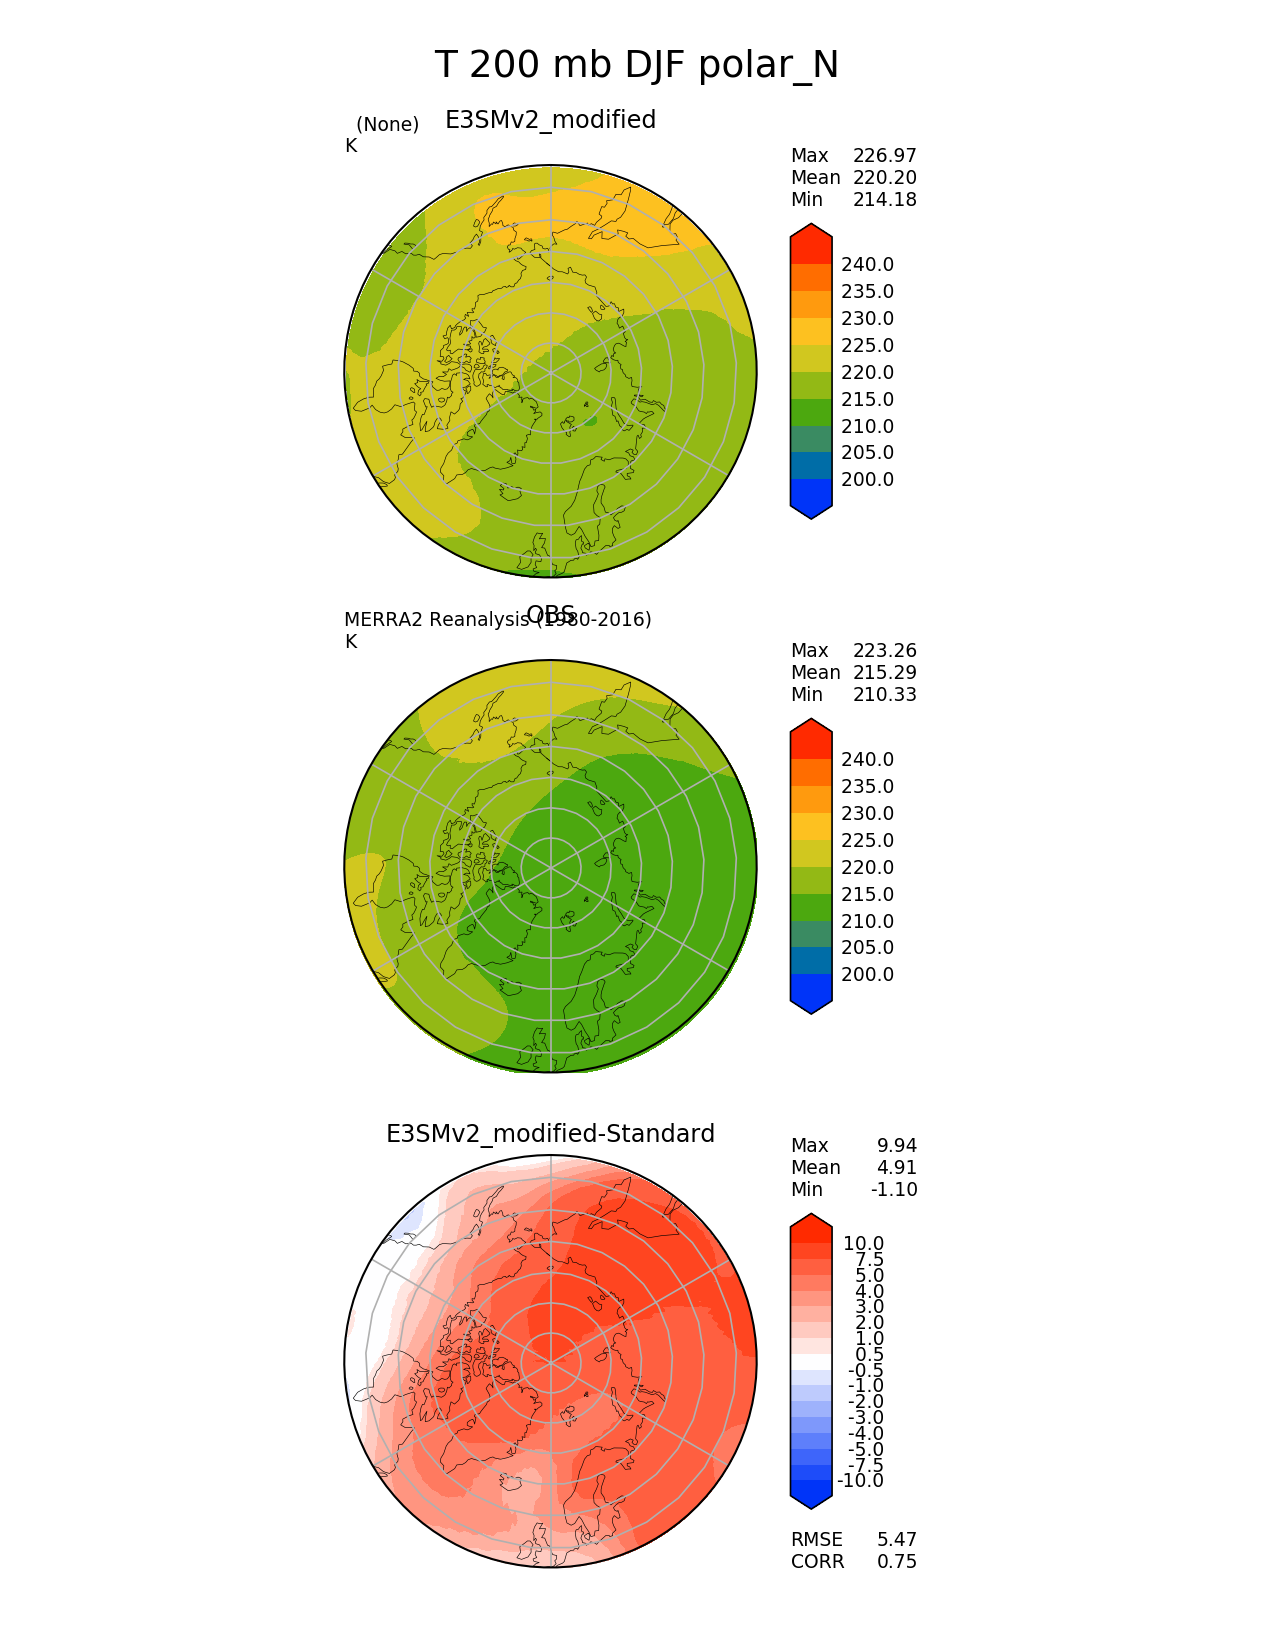 T 200 mb DJF polar_N
E3SMv2_modified
(None)
K
Max 226.97
Mean 220.20
Min 214.18
240.0
235.0
230.0
225.0
220.0
215.0
210.0
205.0
200.0
OBS
MERRA2 Reanalysis (1980-2016)
K
Max 223.26
Mean 215.29
Min 210.33
240.0
235.0
230.0
225.0
220.0
215.0
210.0
205.0
200.0
E3SMv2_modified-Standard
Max 9.94
Mean 4.91
Min -1.10
10.0
7.5
5.0
4.0
3.0
2.0
1.0
0.5
-0.5
-1.0
-2.0
-3.0
-4.0
-5.0
-7.5
-10.0
RMSE 5.47
CORR 0.75